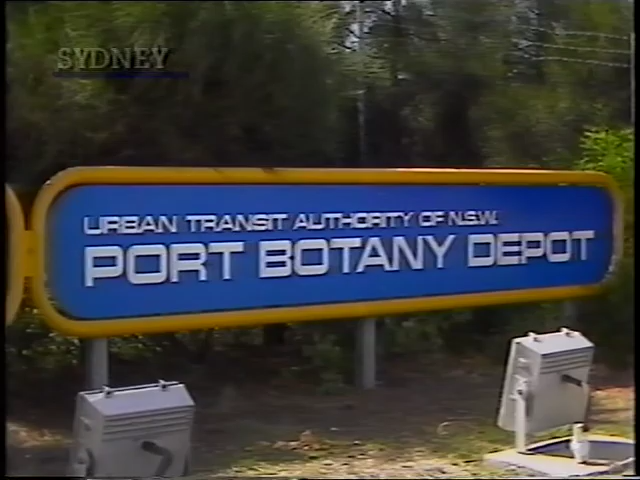 SYDNEY
URBAN TRANSIT AUTHORITY OF N.S.W.
PORT BOTANY DEPOT